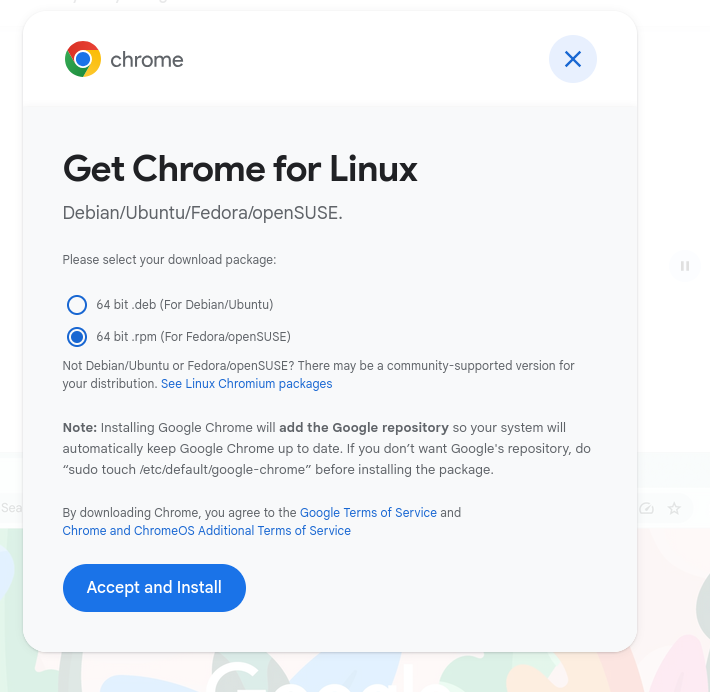 chrome
Get Chrome for Linux
Debian/Ubuntu/Fedora/openSUSE.
Please select your download package:
64 bit .deb (For Debian/Ubuntu)
64 bit .rpm (For Fedora/openSUSE)
Not Debian/Ubuntu or Fedora/openSUSE? There may be a community-supported version for
your distribution. See Linux Chromium packages
Note: Installing Google Chrome will add the Google repository so your system will
automatically keep Google Chrome up to date. If you don’t want Google's repository, do
“sudo touch /etc/default/google-chrome” before installing the package.
Sea
By downloading Chrome, you agree to the Google Terms of Service and
Chrome and ChromeOS Additional Terms of Service
Accept and Install
Google